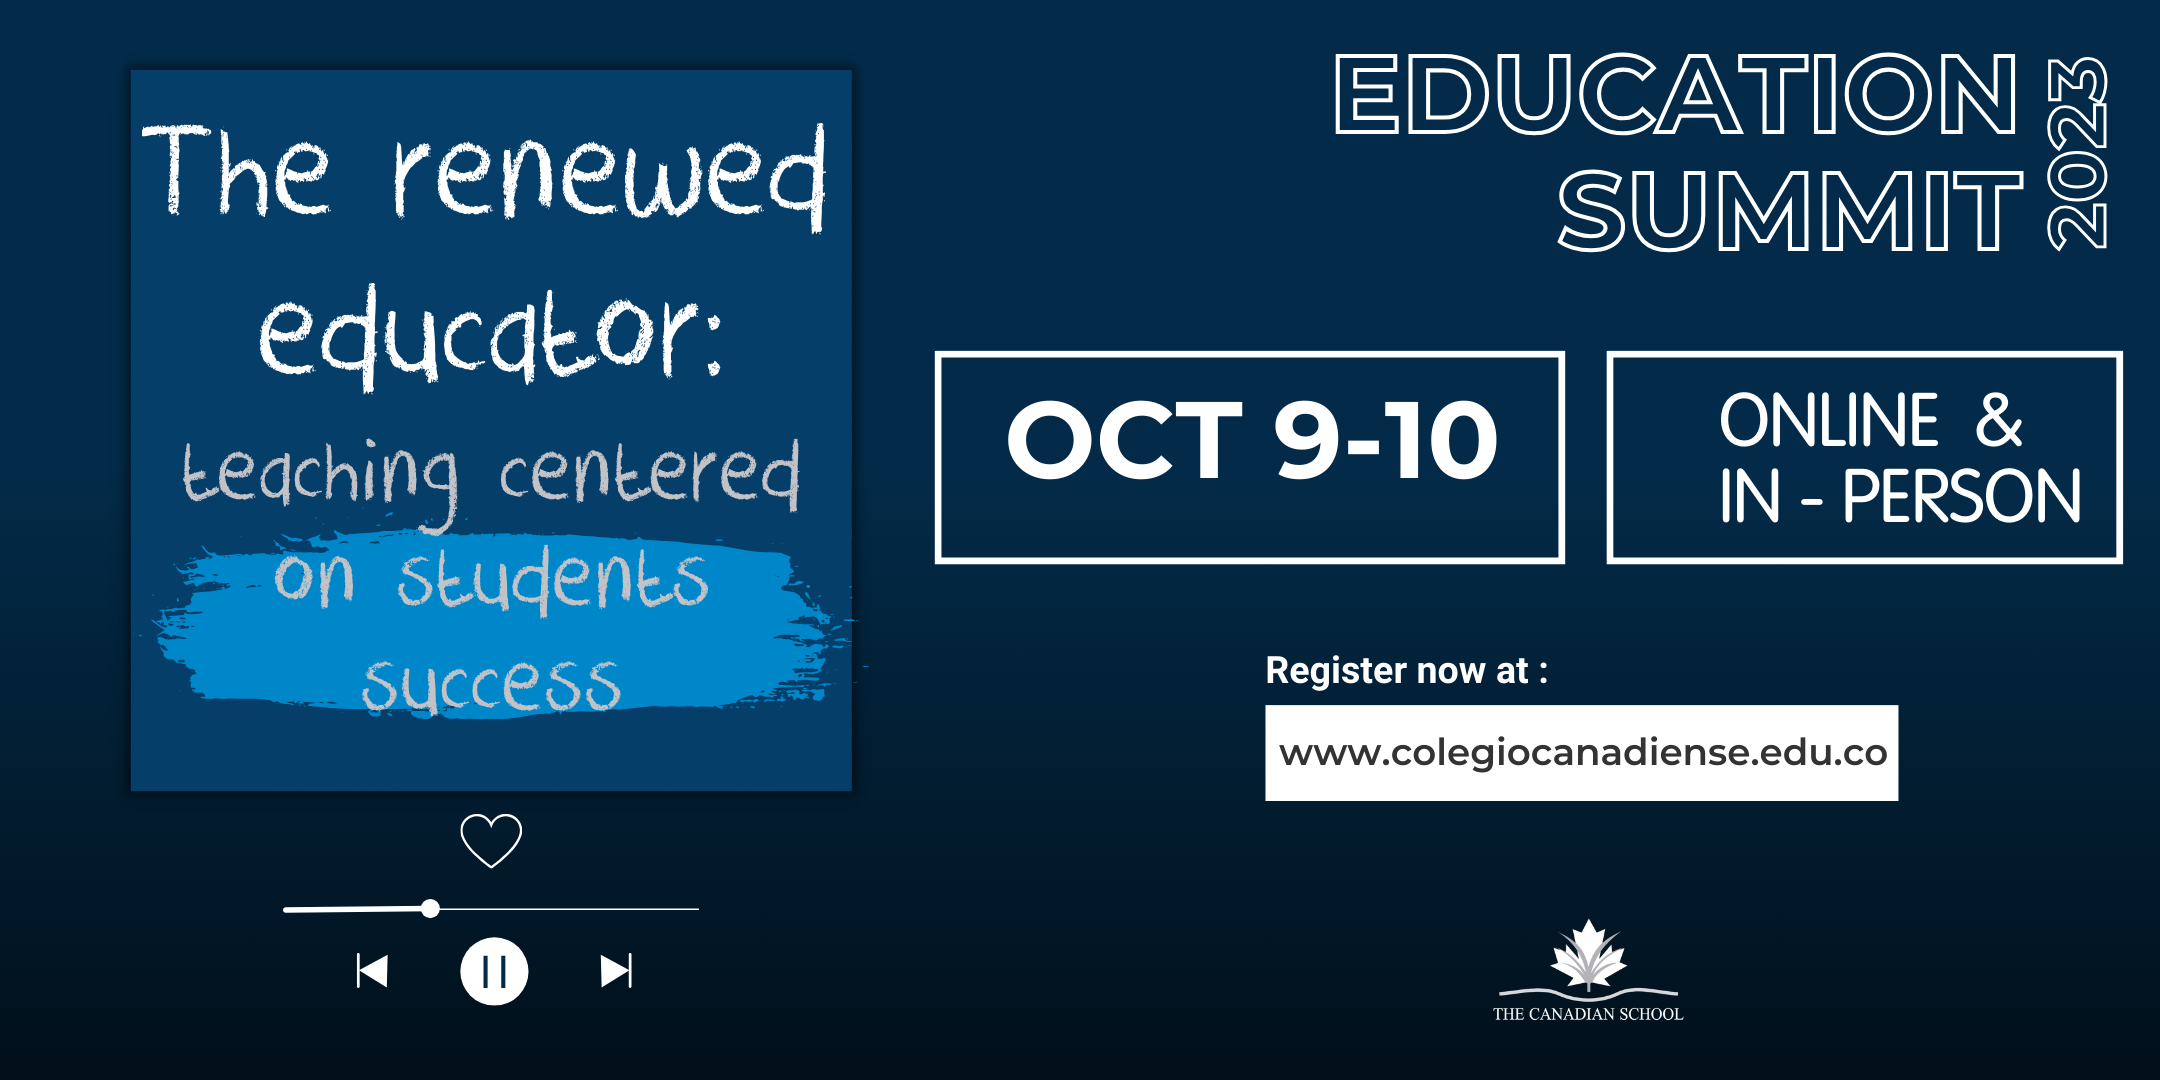 The renewed
educator:
teaching centered
on students
success
EDUCATION
SUMMIT
2023
OCT 9-10
ONLINE &
IN - PERSON
Register now at :
www.colegiocanadiense.edu.co
THE CANADIAN SCHOOL